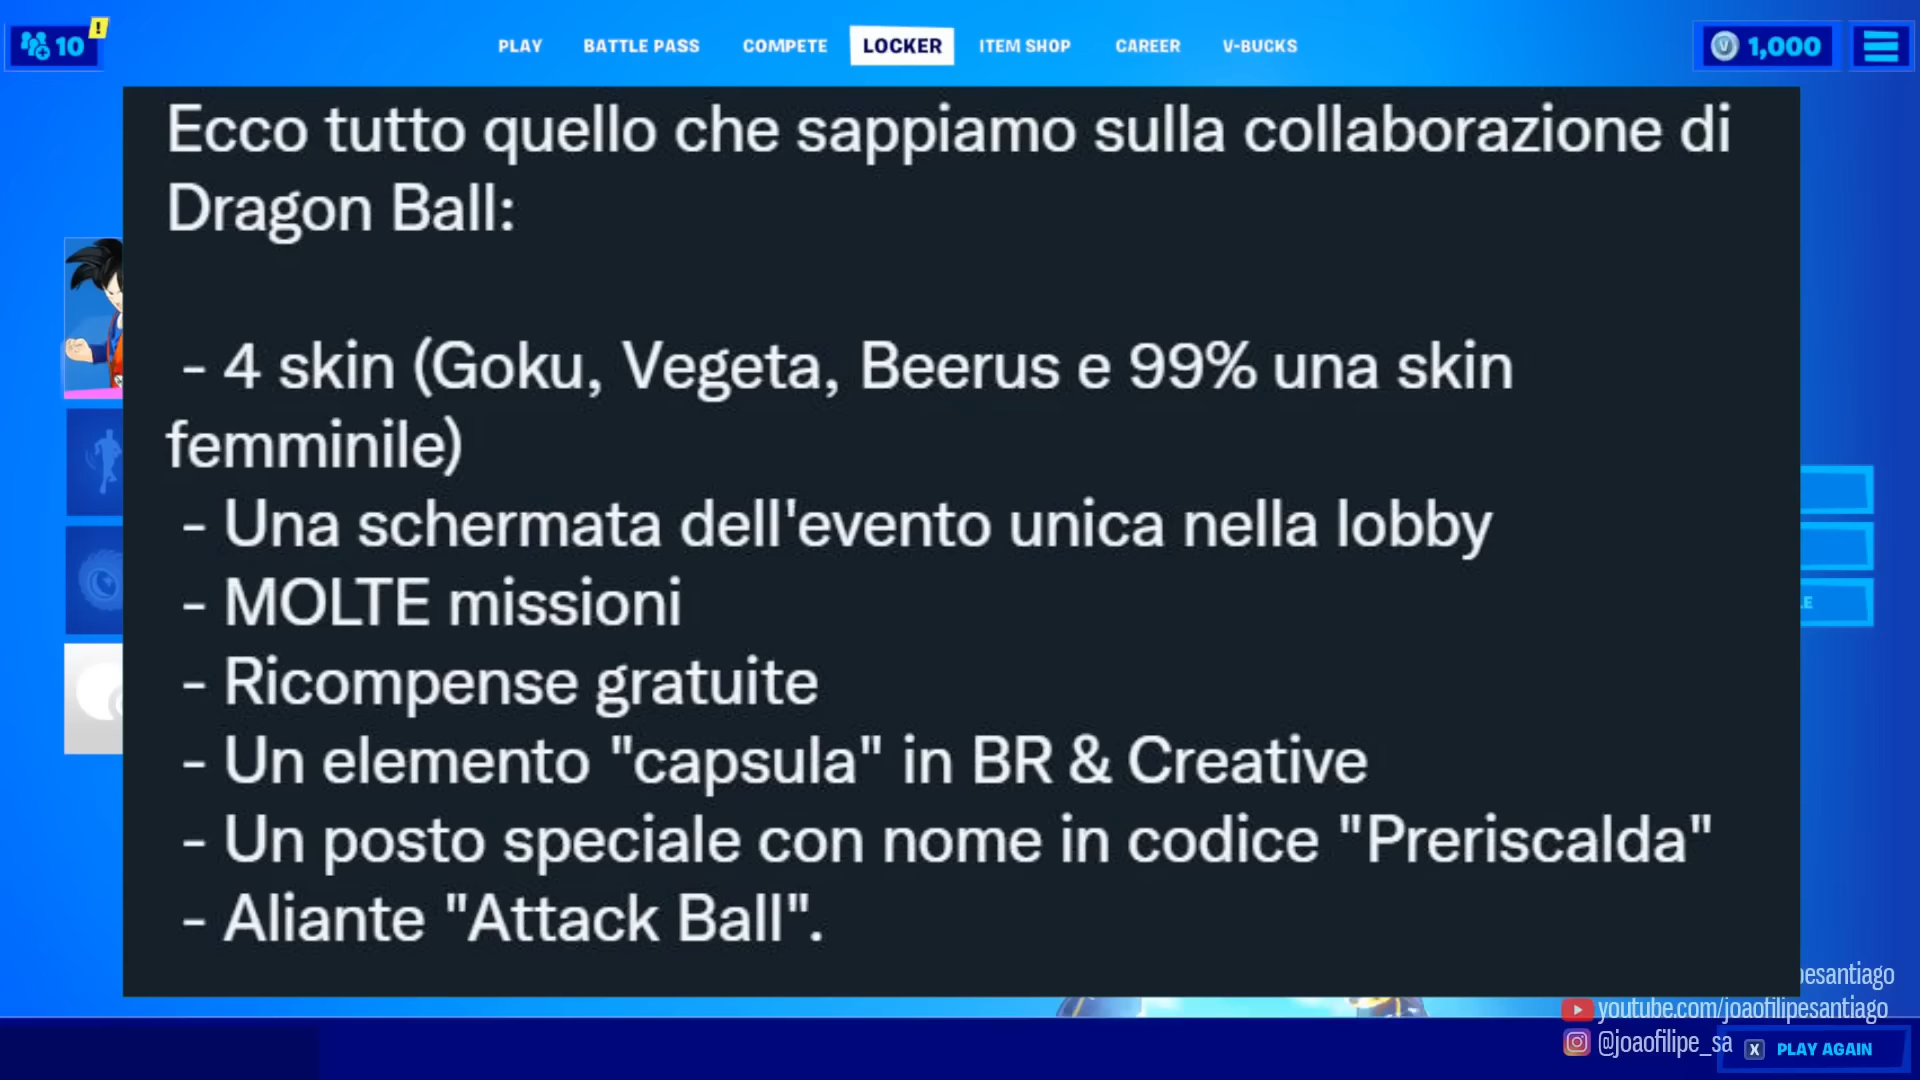 10
!
PLAY
BATTLE PASS
COMPETE
LOCKER
ITEM SHOP
CAREER
V-BUCKS
1,000
Ecco tutto quello che sappiamo sulla collaborazione di
Dragon Ball:
- 4 skin (Goku, Vegeta, Beerus e 99% una skin
femminile)
- Una schermata dell'evento unica nella lobby
- MOLTE missioni
- Ricompense gratuite
- Un elemento "capsula" in BR & Creative
- Un posto speciale con nome in codice "Preriscalda"
- Aliante "Attack Ball".
pesantiago
youtube.com/joaofilipesantiago
@joaofilipe_sa
X PLAY AGAIN